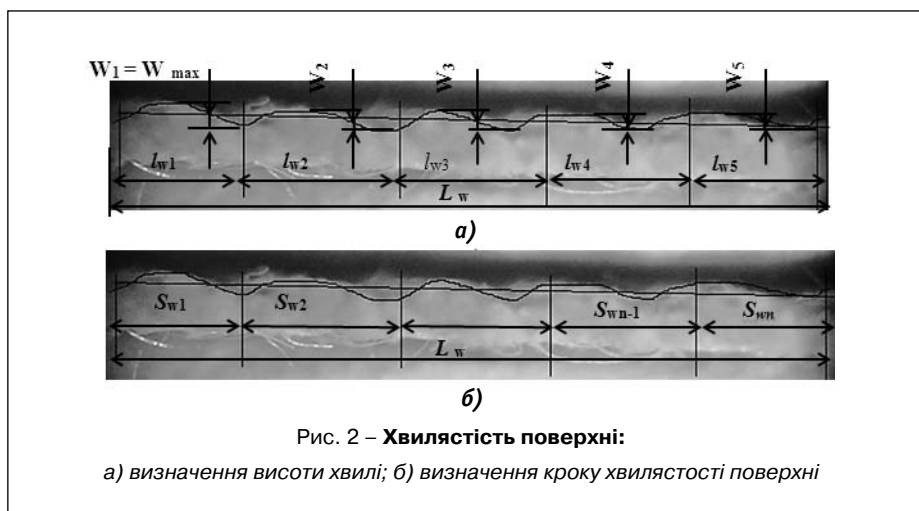 W1 = W max W2 W3 W4 W5
lw1 lw2 lw3 lw4 lw5
L w
а)
Sw1 Sw2 Swn-1 Swn
L w
б)
Рис. 2 – Хвилястість поверхні:
а) визначення висоти хвилі; б) визначення кроку хвилястості поверхні